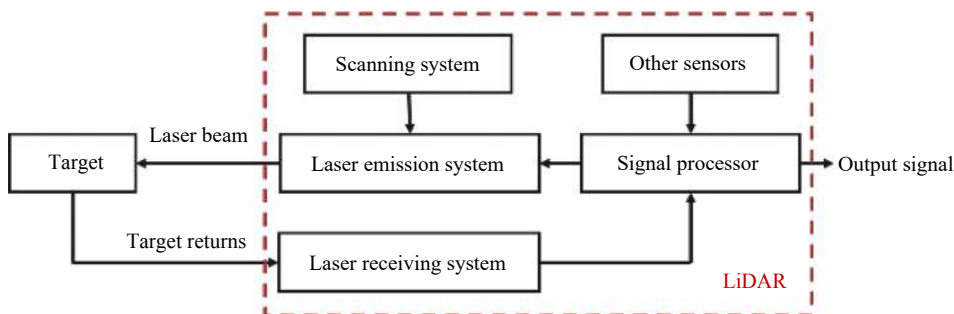 Scanning system
Other sensors
Laser beam
Target
Laser emission system
Signal processor
Output signal
Target returns
Laser receiving system
LiDAR